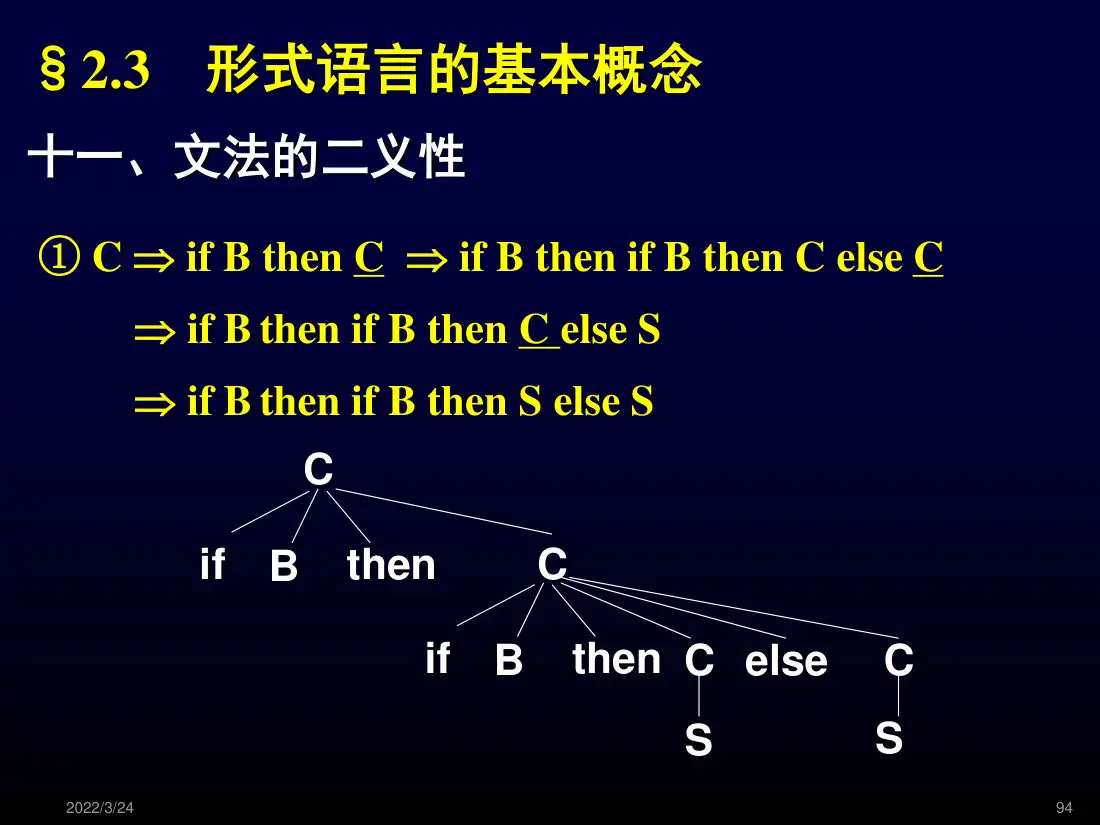 §2.3 形式语言的基本概念
十一、文法的二义性
① C ⇒ if B then C ⇒ if B then if B then C else C
⇒ if B then if B then C else S
⇒ if B then if B then S else S
C
if B then C
if B then C else C
S S
2022/3/24 94